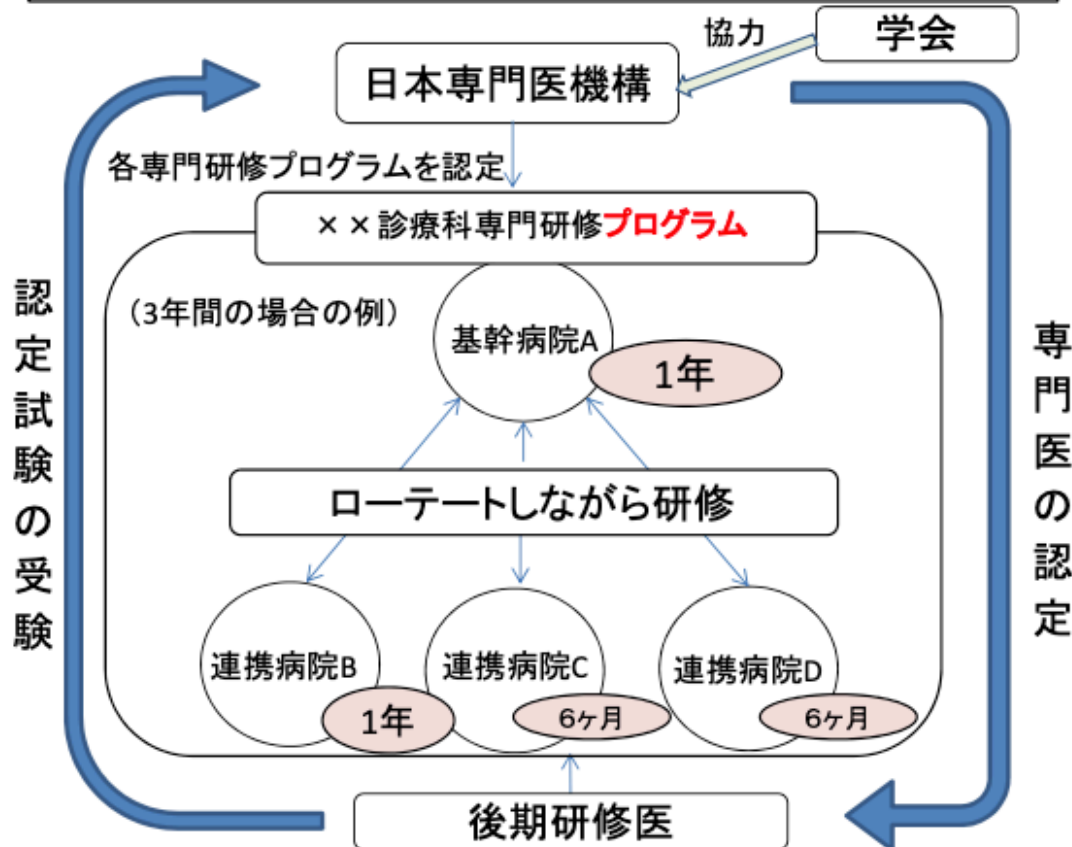 協力
学会
日本専門医機構
各専門研修プログラムを認定
××診療科専門研修プログラム
（3年間の場合の例）
基幹病院A
1年
ローテートしながら研修
連携病院B
1年
連携病院C
6ヶ月
連携病院D
6ヶ月
後期研修医
認定試験の受験
専門医の認定